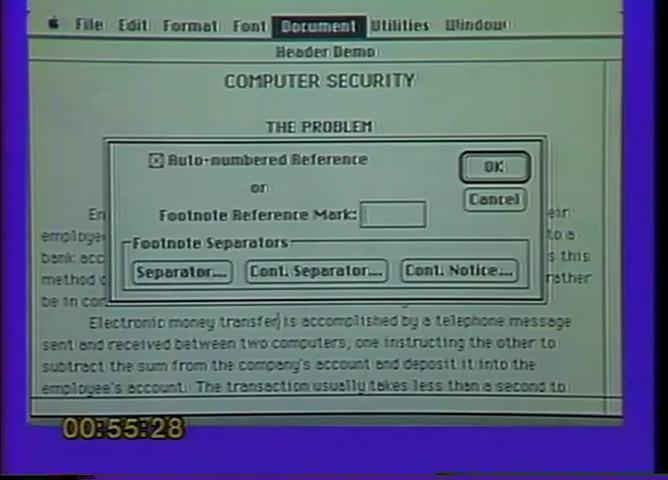 File Edit Format Font Document Utilities Window
Header Demo
COMPUTER SECURITY
THE PROBLEM
Auto-numbered Reference
OK
or
Cancel
Footnote Reference Mark:
Footnote Separators
Separator... Cont. Separator... Cont. Notice...
En
employe to a
bank acc s this
method rather
be in con
Electronic money transfer is accomplished by a telephone message
sent and received between two computers, one instructing the other to
subtract the sum from the company's account and deposit it into the
employee's account. The transaction usually takes less than a second to
00:55:28